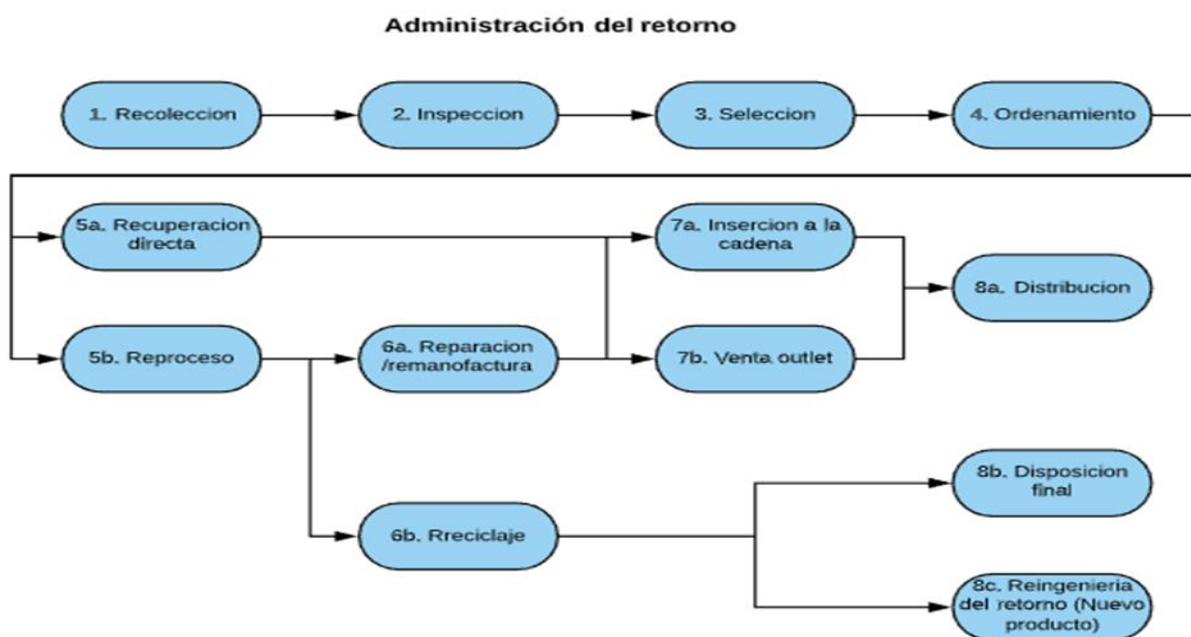 Administración del retorno
1. Recoleccion
2. Inspeccion
3. Seleccion
4. Ordenamiento
5a. Recuperacion
directa
7a. Insercion a la
cadena
8a. Distribucion
5b. Reproceso
6a. Reparacion
/remanofactura
7b. Venta outlet
8b. Disposicion
final
6b. Rreciclaje
8c. Reingenieria
del retorno (Nuevo
producto)